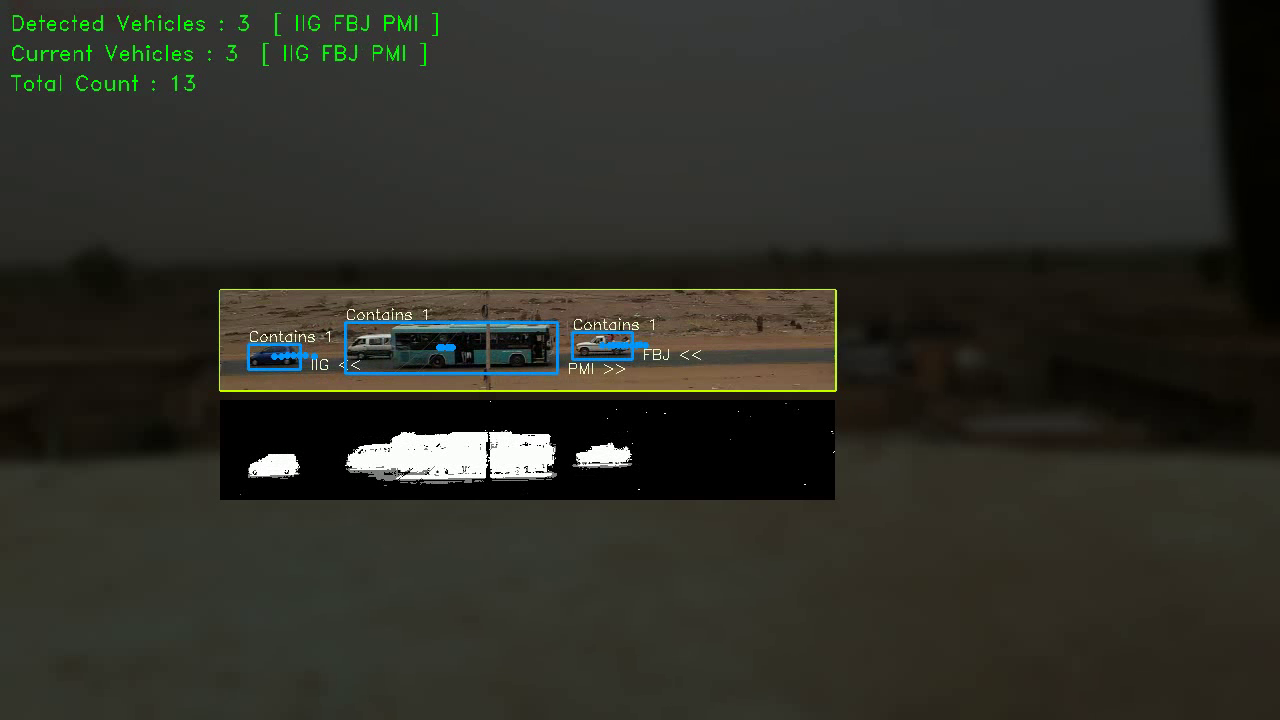 Detected Vehicles : 3 [ IIG FBJ PMI ]
Current Vehicles : 3 [ IIG FBJ PMI ]
Total Count : 13
Contains 1
Contains 1
Contains 1
IIG <<
FBJ <<
PMI >>